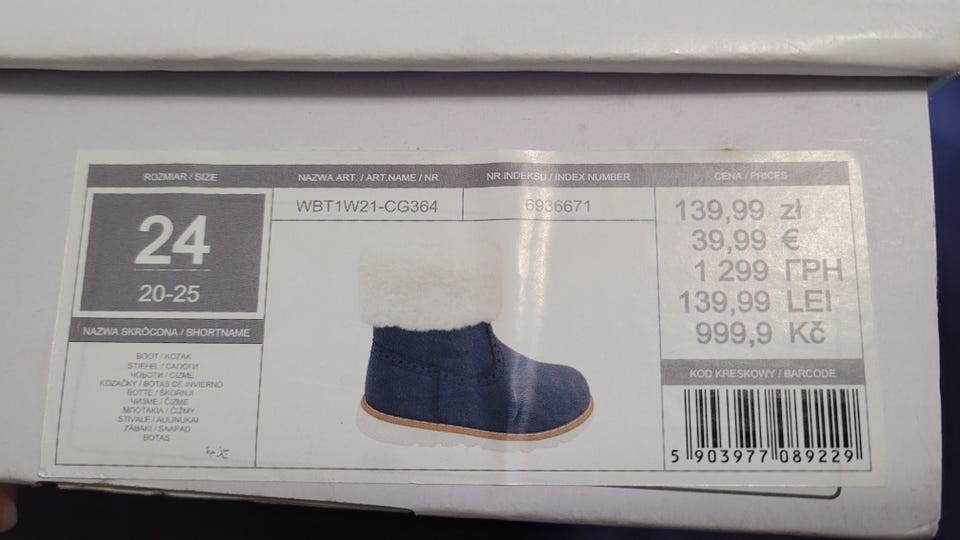 ROZMIAR / SIZE
24
20-25
NAZWA SKRÓCONA / SHORTNAME
BOOT / KOZAK
STIEFEL / САПОГИ
ЧОБОТИ / CIZME
KOZAČKY / BOTAS DE INVIERNO
BOTTE / ŠKORNJI
ЧИЗМЕ / ČIZME
ΜΠΟΤΑΚΙΑ / ČIŽMY
STIVALE / AULINUKAI
ZĀBAKI / SAAPAD
BOTAS
NAZWA ART. / ART.NAME / NR
WBT1W21-CG364
NR INDEKSU / INDEX NUMBER
6936671
CENA / PRICES
139,99 zł
39,99 €
1 299 ГРН
139,99 LEI
999,9 Kč
KOD KRESKOWY / BARCODE
5 903977 089229